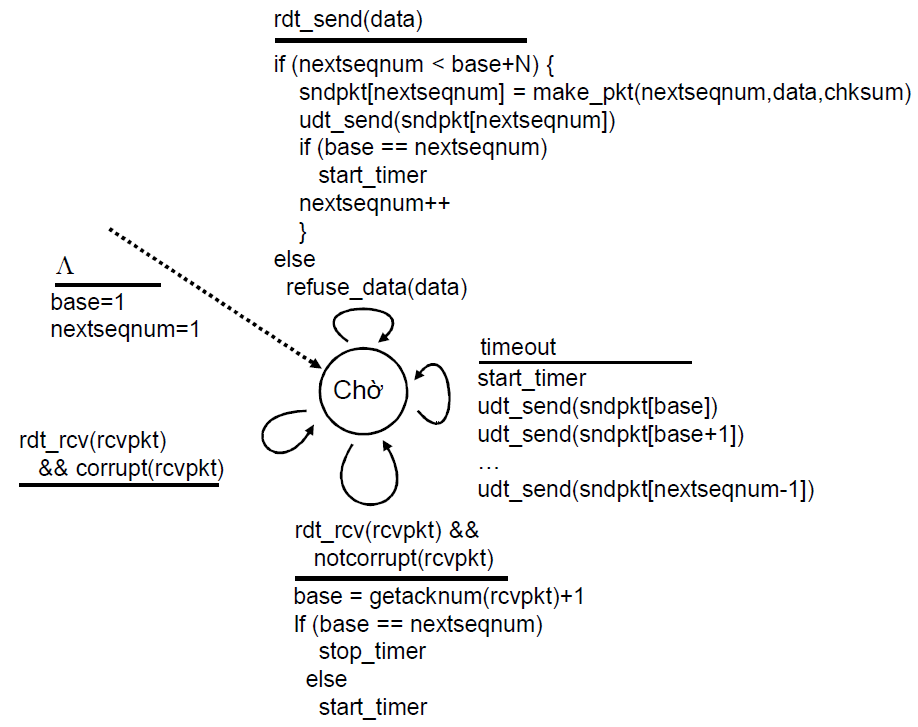 rdt_send(data)
if (nextseqnum < base+N) {
sndpkt[nextseqnum] = make_pkt(nextseqnum,data,chksum)
udt_send(sndpkt[nextseqnum])
if (base == nextseqnum)
start_timer
nextseqnum++
}
else
refuse_data(data)
Λ
base=1
nextseqnum=1
Chờ
timeout
start_timer
udt_send(sndpkt[base])
udt_send(sndpkt[base+1])
…
udt_send(sndpkt[nextseqnum-1])
rdt_rcv(rcvpkt)
&& corrupt(rcvpkt)
rdt_rcv(rcvpkt) &&
notcorrupt(rcvpkt)
base = getacknum(rcvpkt)+1
If (base == nextseqnum)
stop_timer
else
start_timer